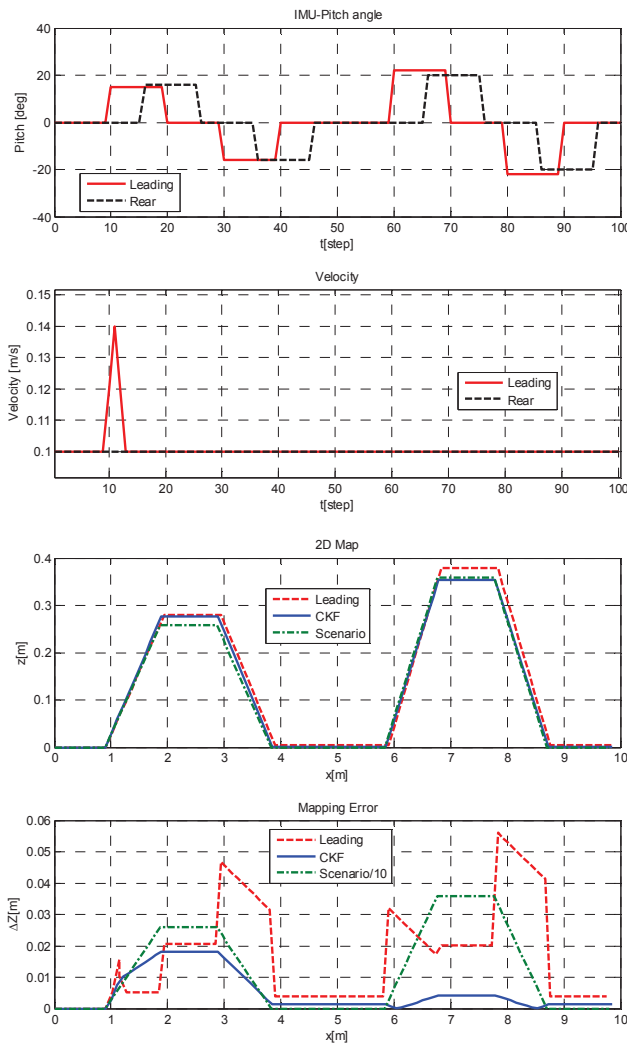 IMU-Pitch angle
40
20
0
-20
-40
Pitch [deg]
Leading
Rear
0 10 20 30 40 50 60 70 80 90 100
t[step]
Velocity
0.15
0.14
0.13
0.12
0.11
0.1
Velocity [m/s]
Leading
Rear
10 20 30 40 50 60 70 80 90 100
t[step]
2D Map
0.4
0.3
0.2
0.1
0
z[m]
Leading
CKF
Scenario
0 1 2 3 4 5 6 7 8 9 10
x[m]
Mapping Error
0.06
0.05
0.04
0.03
0.02
0.01
0
ΔZ[m]
Leading
CKF
Scenario/10
0 1 2 3 4 5 6 7 8 9 10
x[m]